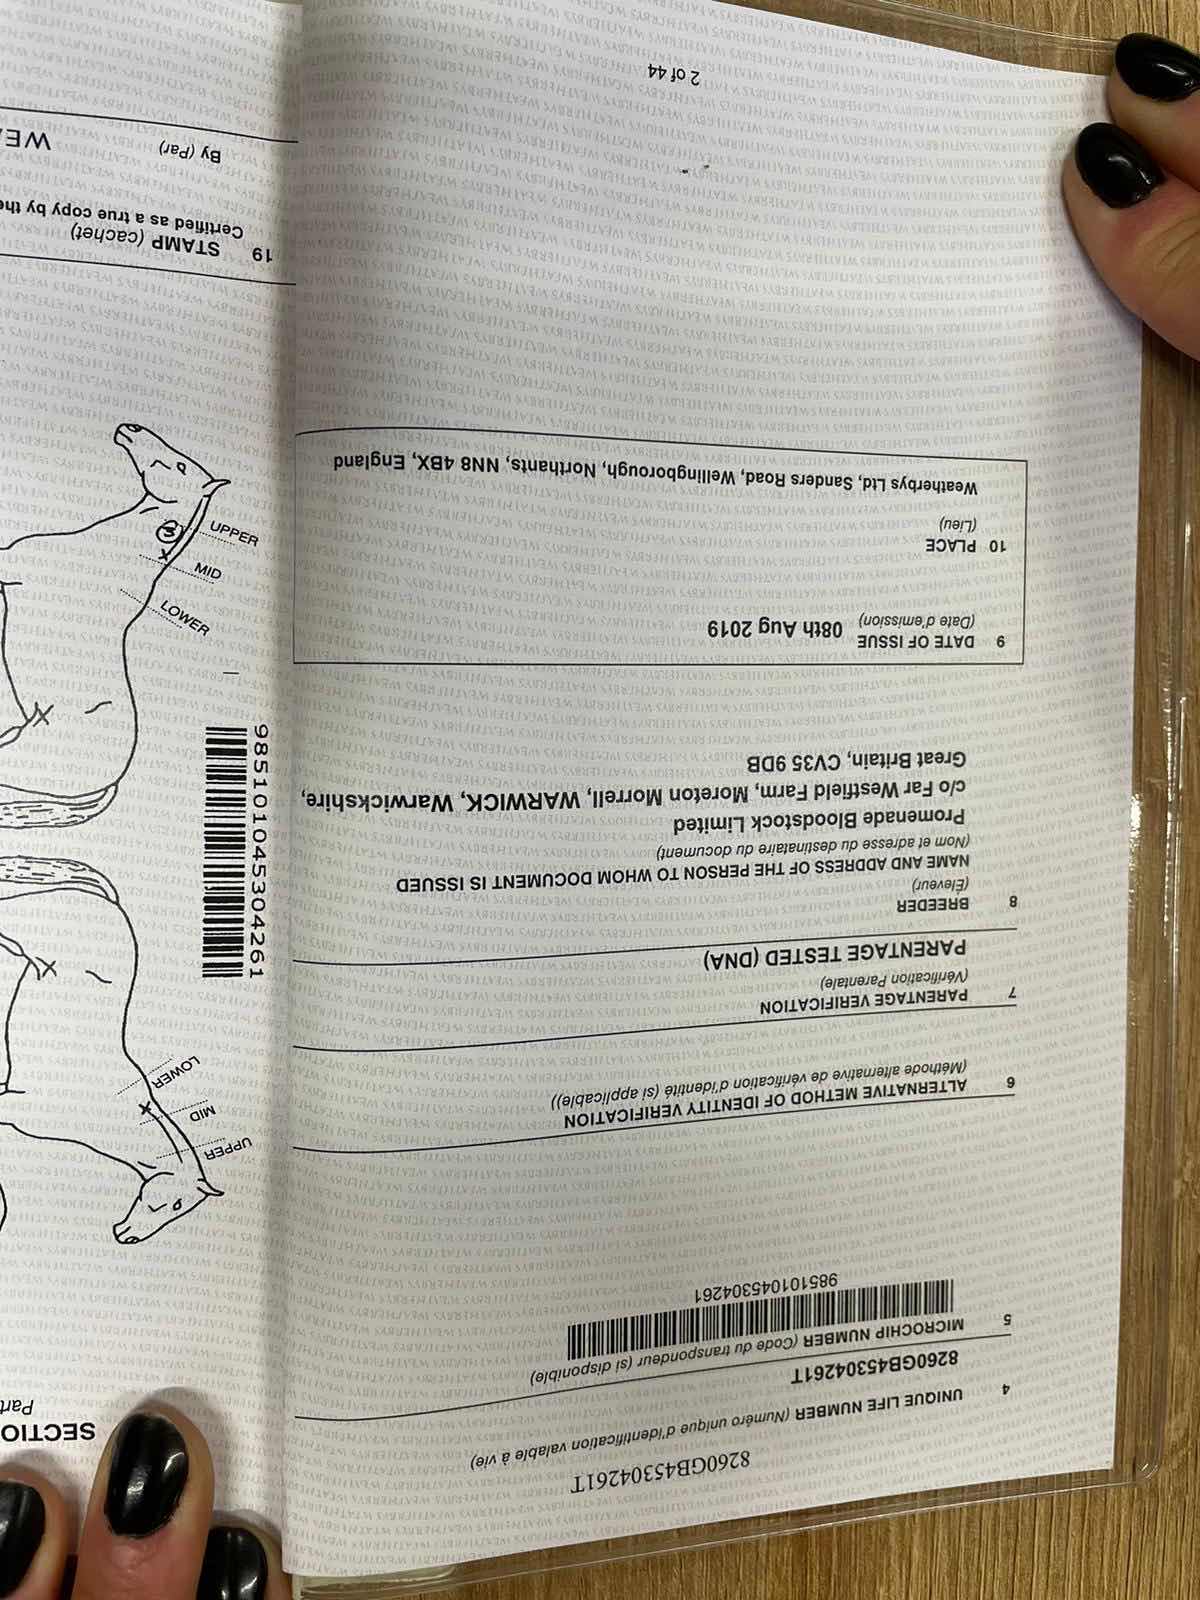 8260GB45304261T
4 UNIQUE LIFE NUMBER (Numéro unique d'identification valable à vie)
8260GB45304261T
5 MICROCHIP NUMBER (Code du transpondeur (si disponible)
985101045304261
6 ALTERNATIVE METHOD OF IDENTITY VERIFICATION
(Méthode alternative de vérification d'identité (si applicable))
7 PARENTAGE VERIFICATION
(Vérification Parentale)
PARENTAGE TESTED (DNA)
8 BREEDER
(Eleveur)
NAME AND ADDRESS OF THE PERSON TO WHOM DOCUMENT IS ISSUED
(Nom et adresse du destinataire du document)
Promenade Bloodstock Limited
c/o Far Westfield Farm, Moreton Morrell, WARWICK, Warwickshire,
Great Britain, CV35 9DB
9 DATE OF ISSUE 08th Aug 2019
(Date d'emission)
10 PLACE
(Lieu)
Weatherbys Ltd, Sanders Road, Wellingborough, Northants, NN8 4BX, England
2 of 44
SECTIO
Part
UPPER
MID
LOWER
985101045304261
LOWER
MID
UPPER
3
19 STAMP (cachet)
Certified as a true copy by the
By (Par) WEA
WEATHERBYS